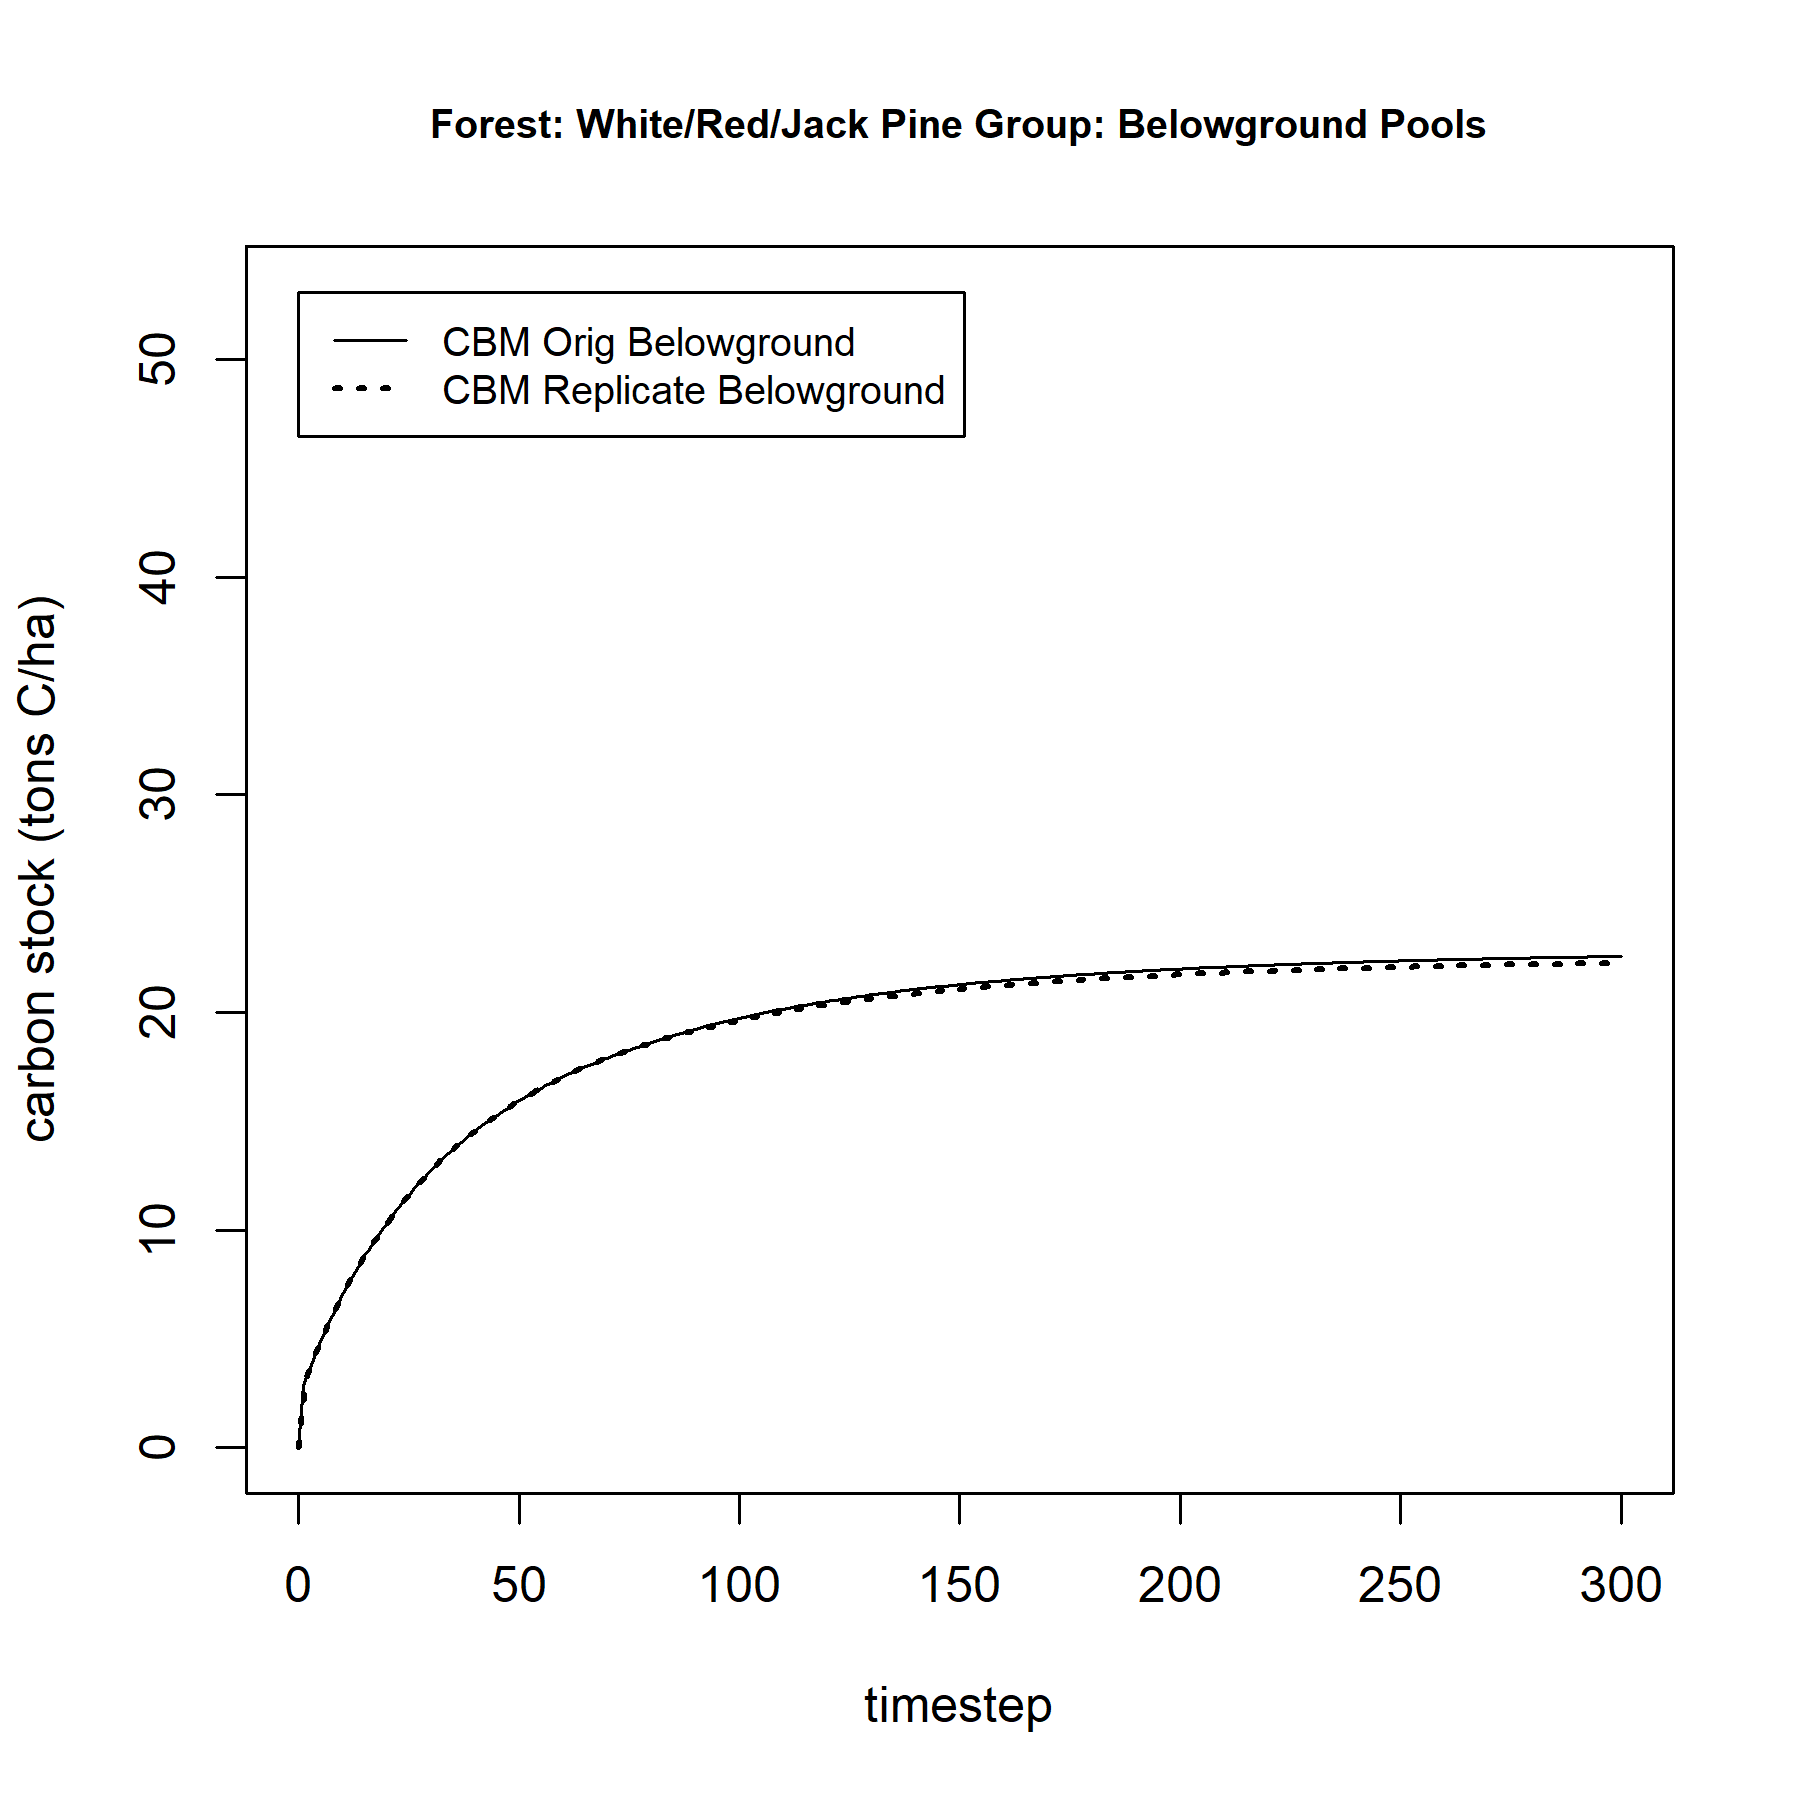 Forest: White/Red/Jack Pine Group: Belowground Pools
CBM Orig Belowground
CBM Replicate Belowground
carbon stock (tons C/ha)
50
40
30
20
10
0
0 50 100 150 200 250 300
timestep